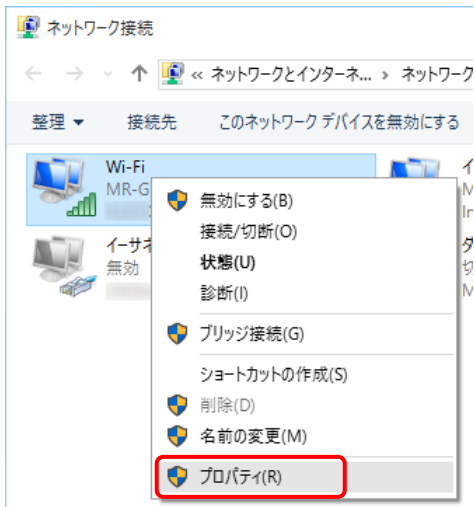 ネットワーク接続
« ネットワークとインターネ... › ネットワーク
整理 ▼ 接続先 このネットワーク デバイスを無効にする
Wi-Fi
MR-G
イーサネ
無効
無効にする(B)
接続/切断(O)
状態(U)
診断(I)
ブリッジ接続(G)
ショートカットの作成(S)
削除(D)
名前の変更(M)
プロパティ(R)